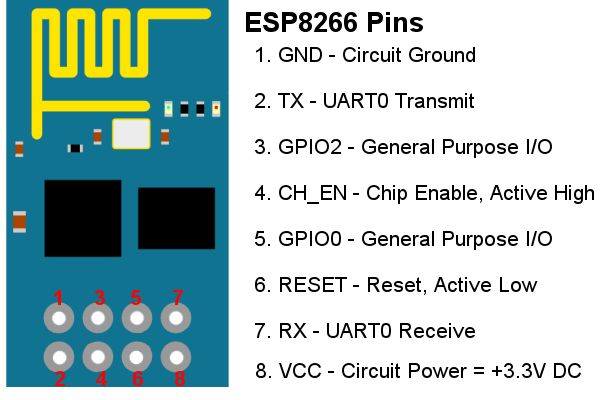 ESP8266 Pins
1. GND - Circuit Ground
2. TX - UART0 Transmit
3. GPIO2 - General Purpose I/O
4. CH_EN - Chip Enable, Active High
5. GPIO0 - General Purpose I/O
6. RESET - Reset, Active Low
7. RX - UART0 Receive
8. VCC - Circuit Power = +3.3V DC
1 3 5 7
2 4 6 8